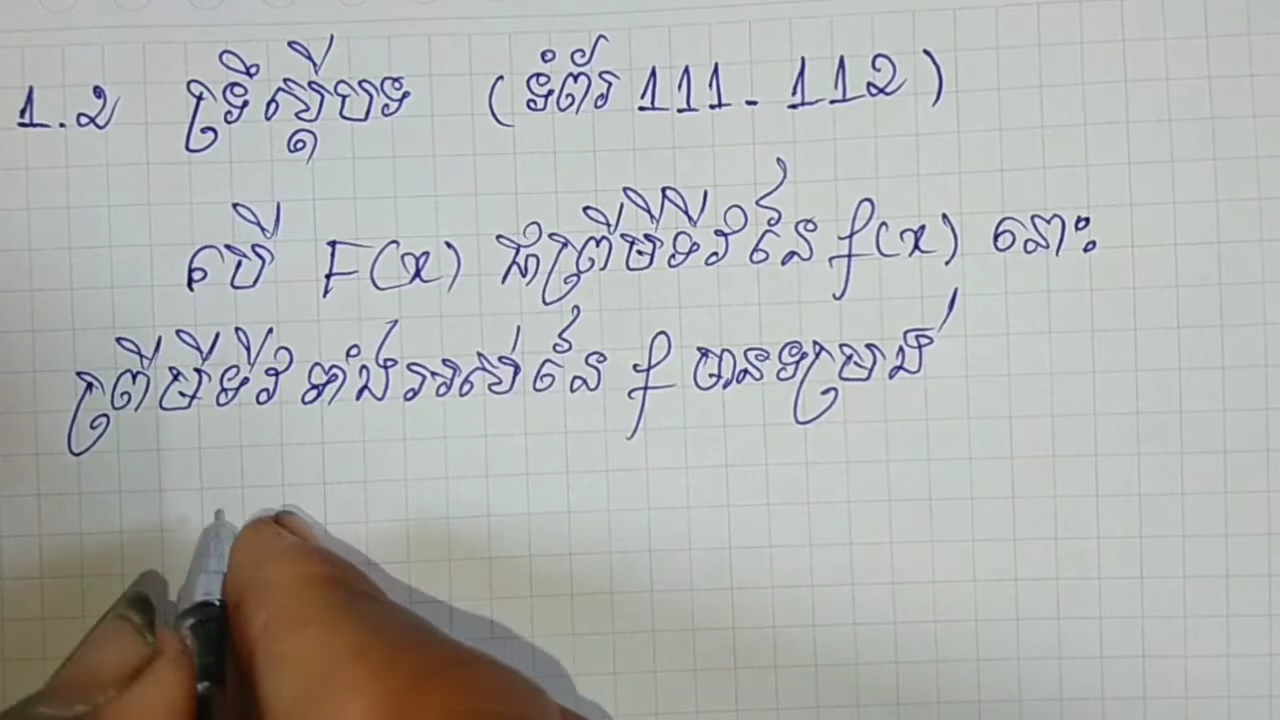 1.2 ទ្រឹស្តីបទ (ទំព័រ 111 - 112)
បើ F(x) ជាព្រីមីទីវនៃ f(x) នោះ
ព្រីមីទីវទាំងអស់នៃ f មានទម្រង់